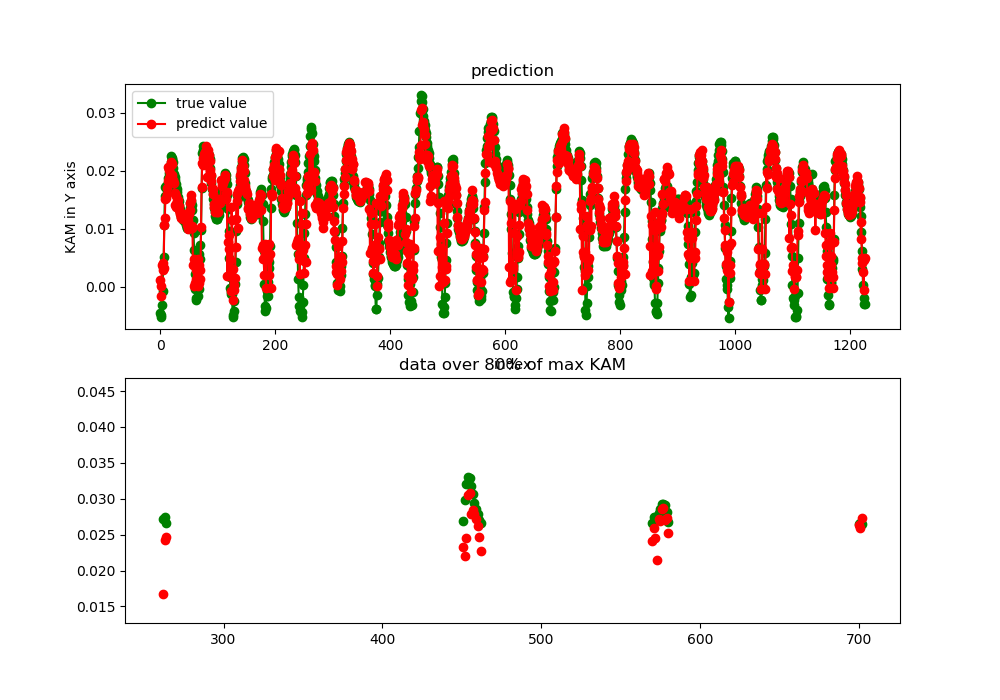 prediction
true value
predict value
KAM in Y axis
0.03
0.02
0.01
0.00
0 200 400 600 800 1000 1200
index
data over 80% of max KAM
0.045
0.040
0.035
0.030
0.025
0.020
0.015
300 400 500 600 700